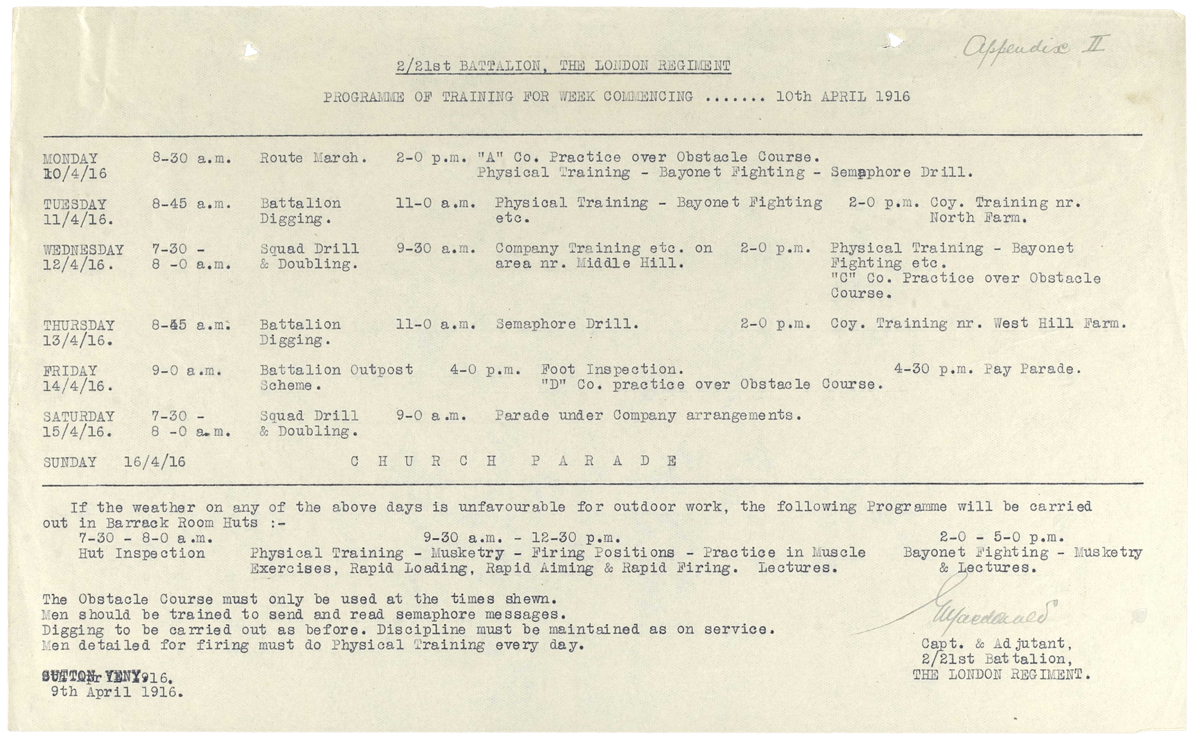 Appendix II
2/21st BATTALION, THE LONDON REGIMENT
PROGRAMME OF TRAINING FOR WEEK COMMENCING ....... 10th APRIL 1916
MONDAY 8-30 a.m. Route March. 2-0 p.m. "A" Co. Practice over Obstacle Course.
10/4/16 Physical Training - Bayonet Fighting - Semaphore Drill.
TUESDAY 8-45 a.m. Battalion 11-0 a.m. Physical Training - Bayonet Fighting 2-0 p.m. Coy. Training nr.
11/4/16. Digging. etc. North Farm.
WEDNESDAY 7-30 - Squad Drill 9-30 a.m. Company Training etc. on 2-0 p.m. Physical Training - Bayonet
12/4/16. 8 -0 a.m. & Doubling. area nr. Middle Hill. Fighting etc.
"C" Co. Practice over Obstacle
Course.
THURSDAY 8-45 a.m. Battalion 11-0 a.m. Semaphore Drill. 2-0 p.m. Coy. Training nr. West Hill Farm.
13/4/16. Digging.
FRIDAY 9-0 a.m. Battalion Outpost 4-0 p.m. Foot Inspection. 4-30 p.m. Pay Parade.
14/4/16. Scheme. "D" Co. practice over Obstacle Course.
SATURDAY 7-30 - Squad Drill 9-0 a.m. Parade under Company arrangements.
15/4/16. 8 -0 a.m. & Doubling.
SUNDAY 16/4/16 C H U R C H P A R A D E
If the weather on any of the above days is unfavourable for outdoor work, the following Programme will be carried
out in Barrack Room Huts :-
7-30 - 8-0 a.m. 9-30 a.m. - 12-30 p.m. 2-0 - 5-0 p.m.
Hut Inspection Physical Training - Musketry - Firing Positions - Practice in Muscle Bayonet Fighting - Musketry
Exercises, Rapid Loading, Rapid Aiming & Rapid Firing. Lectures. & Lectures.
The Obstacle Course must only be used at the times shewn.
Men should be trained to send and read semaphore messages.
Digging to be carried out as before. Discipline must be maintained as on service.
Men detailed for firing must do Physical Training every day.
Macdonald
Capt. & Adjutant,
2/21st Battalion,
THE LONDON REGIMENT.
SUTTON VENY. 1916.
9th April 1916.